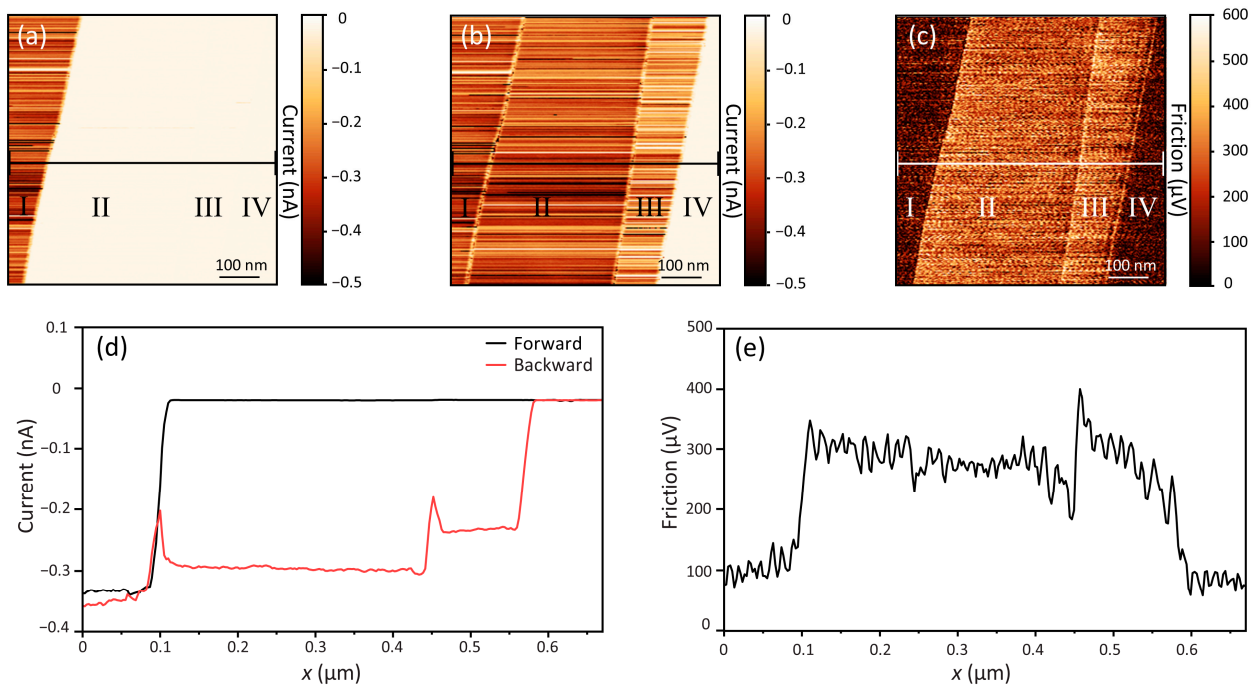 (a)
I
II
III
IV
100 nm
0
−0.1
−0.2
−0.3
−0.4
−0.5
Current (nA)
(b)
I
II
III
IV
100 nm
0
−0.1
−0.2
−0.3
−0.4
−0.5
Current (nA)
(c)
I
II
III
IV
100 nm
600
500
400
300
200
100
0
Friction (µV)
(d)
Forward
Backward
0.1
0
−0.1
−0.2
−0.3
−0.4
Current (nA)
0
0.1
0.2
0.3
0.4
0.5
0.6
x (µm)
(e)
500
400
300
200
100
0
Friction (µV)
0
0.1
0.2
0.3
0.4
0.5
0.6
x (µm)